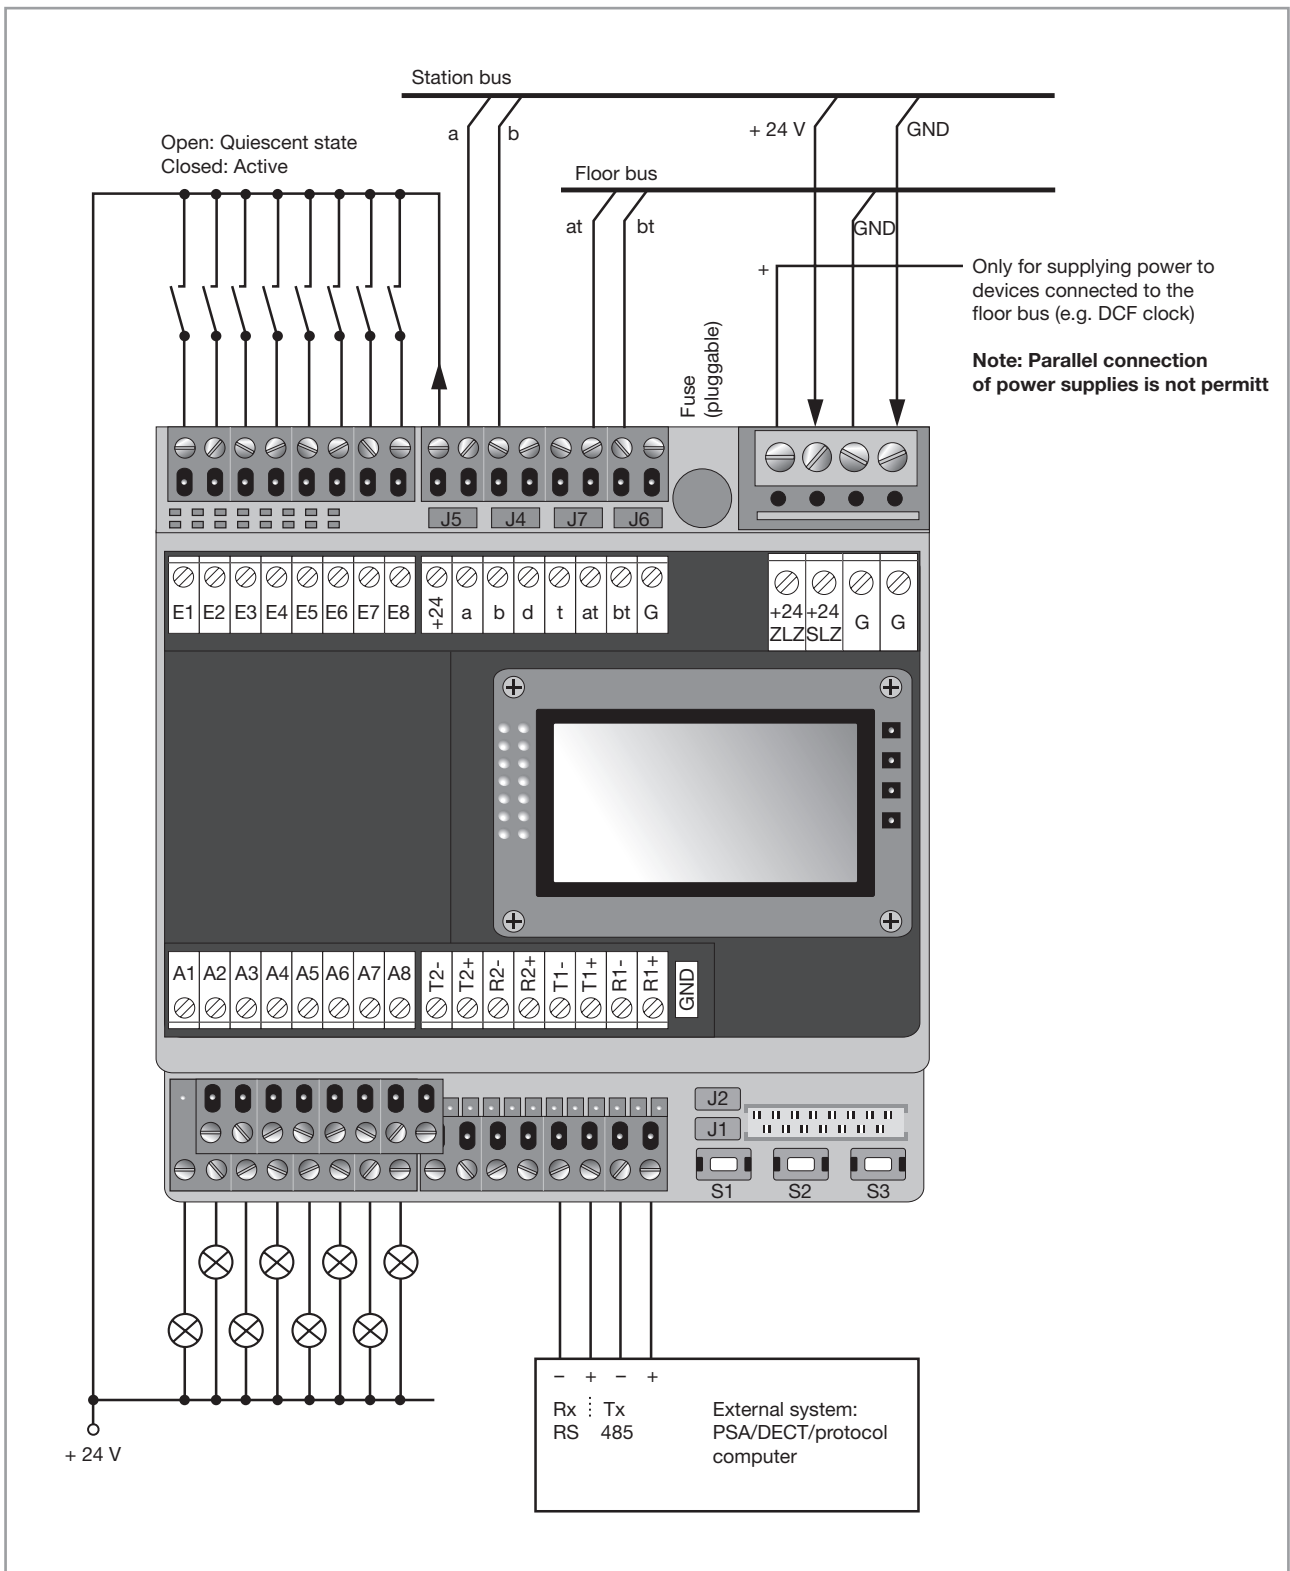 Station bus
a
b
+ 24 V
GND
Open: Quiescent state
Closed: Active
Floor bus
at
bt
GND
+
Only for supplying power to
devices connected to the
floor bus (e.g. DCF clock)
Note: Parallel connection
of power supplies is not permitt
Fuse
(pluggable)
J5 J4 J7 J6
E1 E2 E3 E4 E5 E6 E7 E8 +24 a b d t at bt G
+24 +24 G G
ZLZ SLZ
A1 A2 A3 A4 A5 A6 A7 A8 T2- T2+ R2- R2+ T1- T1+ R1- R1+ GND
J2
J1
S1 S2 S3
− + − +
Rx Tx
RS 485
External system:
PSA/DECT/protocol
computer
+ 24 V